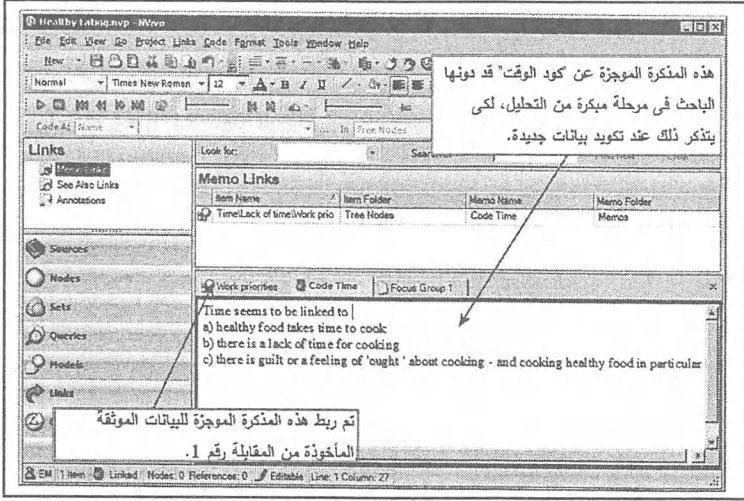 Healthy Eating.nvp - NVivo
File Edit View Go Project Links Code Format Tools Window Help
New
Normal Times New Roman 12 A B I U
Code At Name In Free Nodes
هذه المذكرة الموجزة عن "كود الوقت" قد دونها
الباحث فى مرحلة مبكرة من التحليل، لكى
يتذكر ذلك عند تكويد بيانات جديدة.
Links
Memo Links
See Also Links
Annotations
Sources
Nodes
Sets
Queries
Models
Links
Look for:
Memo Links
Item Name Item Folder Memo Name Memo Folder
Time\Lack of time\Work prio Tree Nodes Code Time Memos
Work priorities Code Time Focus Group 1
Time seems to be linked to
a) healthy food takes time to cook
b) there is a lack of time for cooking
c) there is guilt or a feeling of 'ought ' about cooking - and cooking healthy food in particular
تم ربط هذه المذكرة الموجزة للبيانات الموثقة
المأخوذة من المقابلة رقم 1.
EM 1 Item Linked Nodes: 0 References: 0 Editable Line: 1 Column: 27